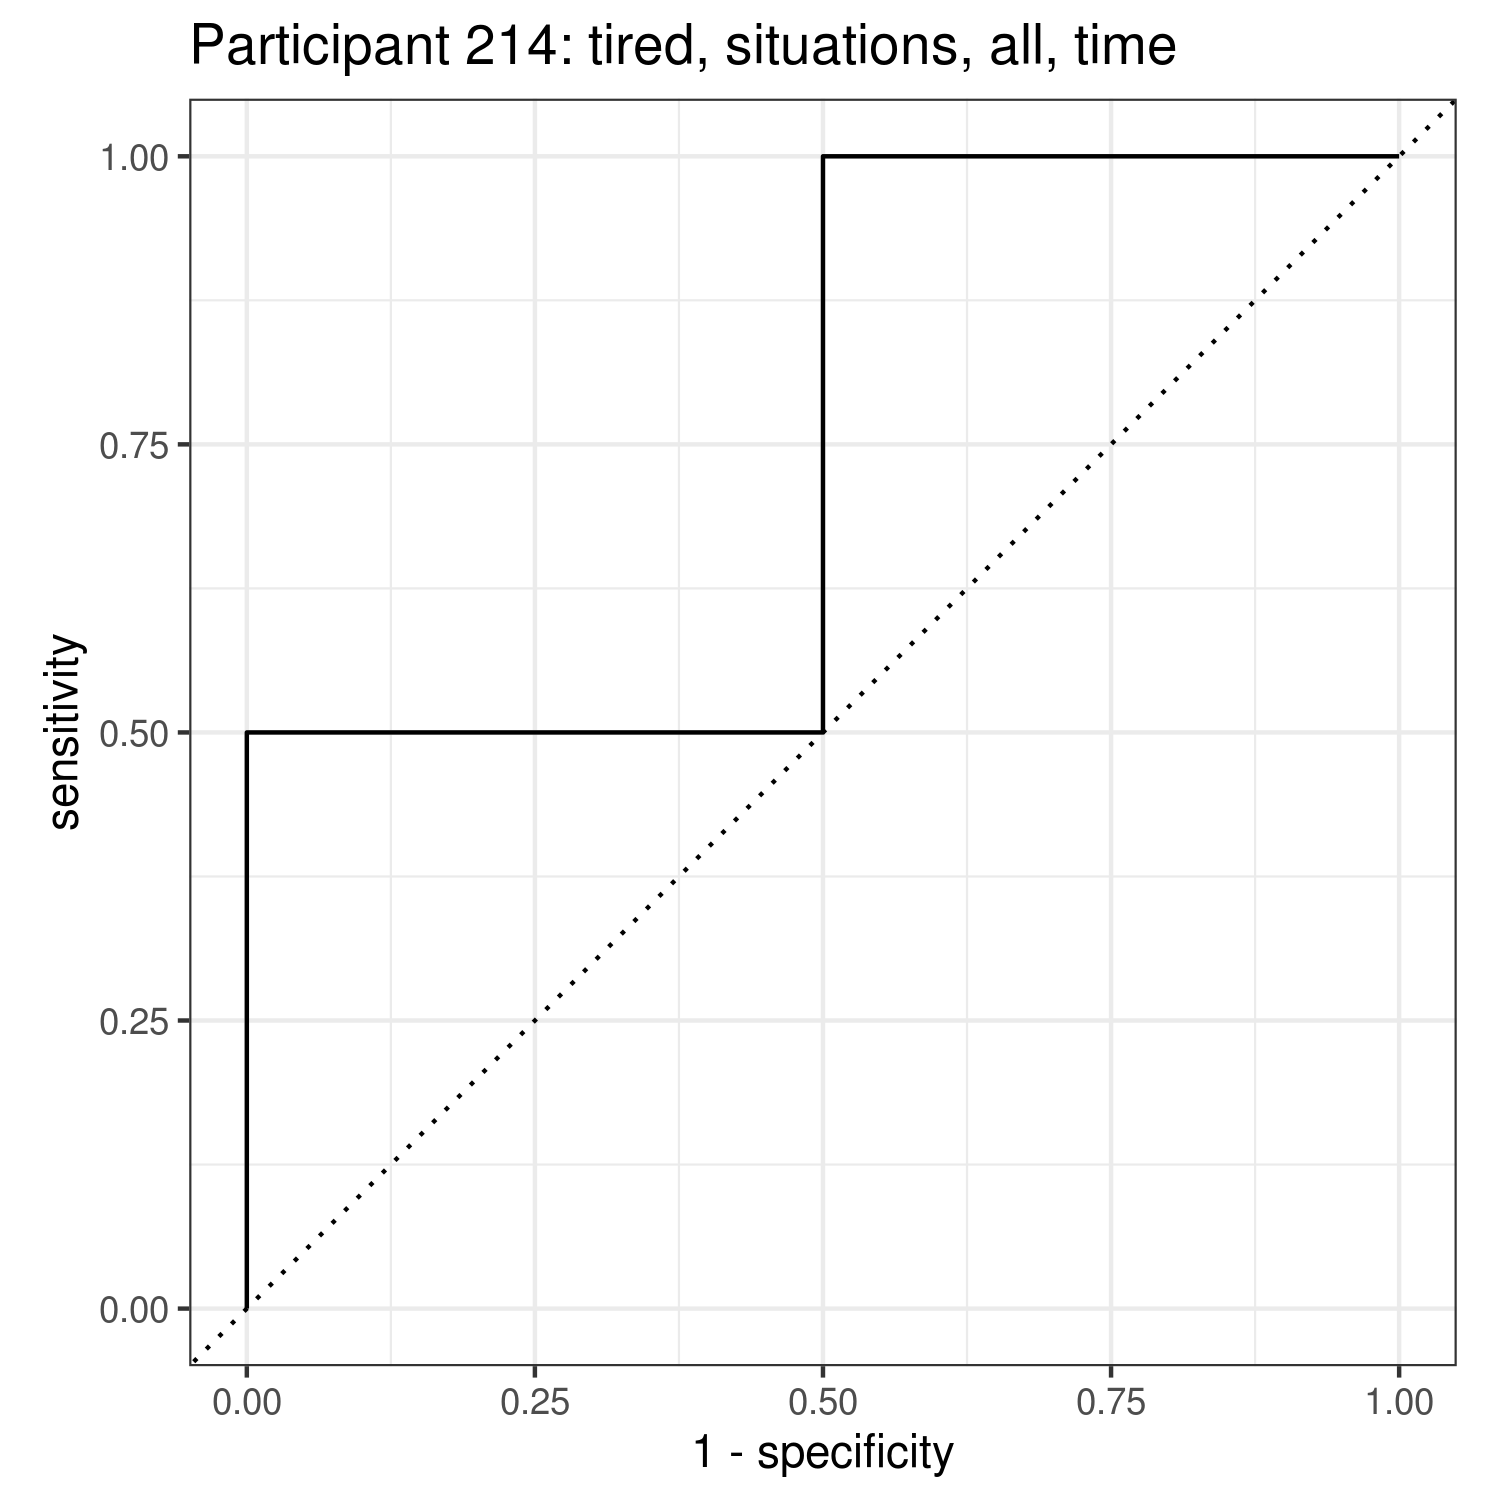 Participant 214: tired, situations, all, time
1.00
0.75
0.50
0.25
0.00
sensitivity
0.00 0.25 0.50 0.75 1.00
1 - specificity